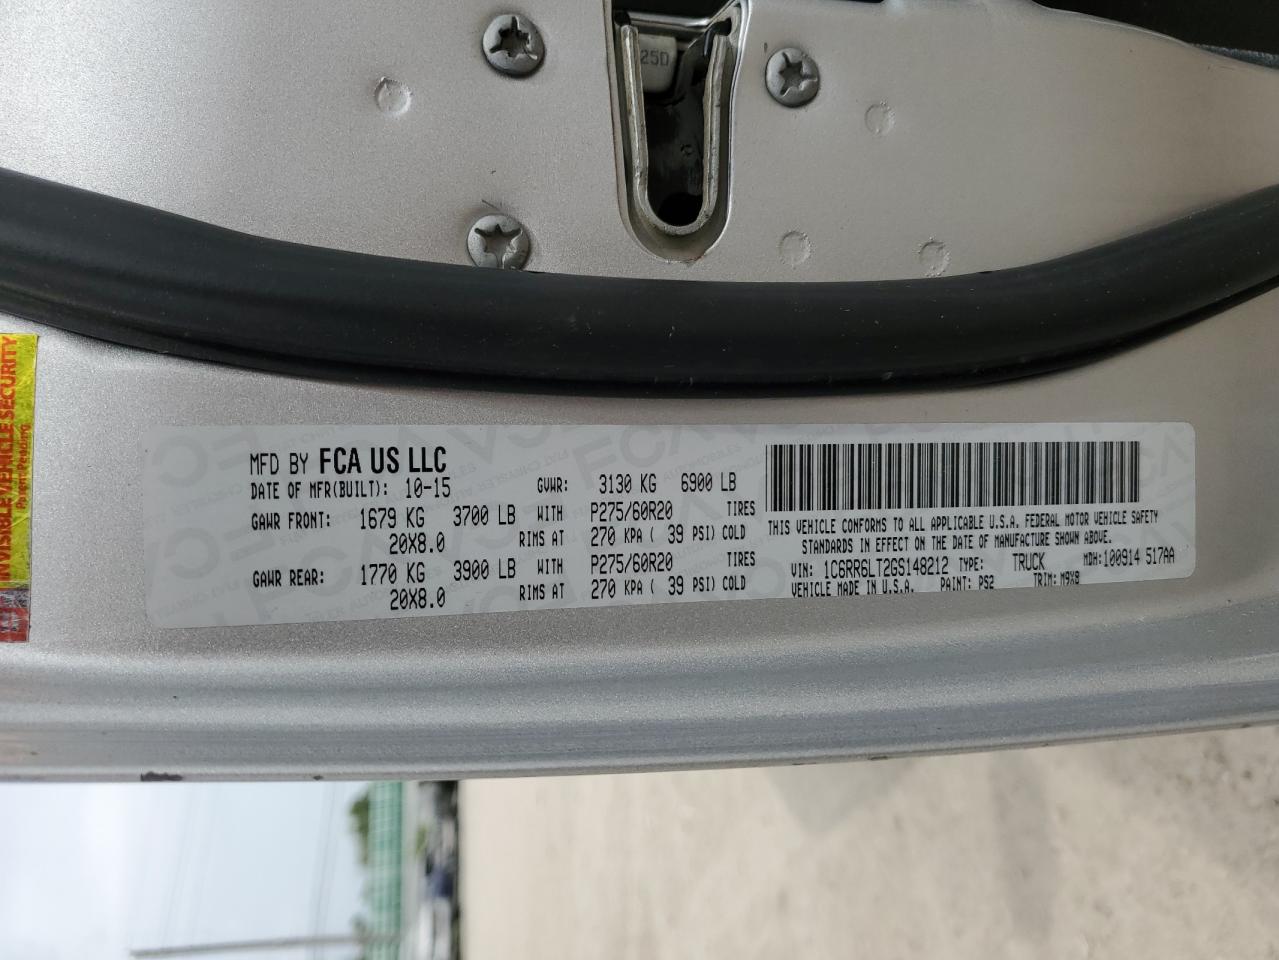 25D
INVISIBLE VEHICLE SECURITY
Patent Pending
MFD BY FCA US LLC
DATE OF MFR(BUILT): 10-15 GVWR: 3130 KG 6900 LB
GAWR FRONT: 1679 KG 3700 LB WITH P275/60R20 TIRES
20X8.0 RIMS AT 270 KPA ( 39 PSI) COLD
GAWR REAR: 1770 KG 3900 LB WITH P275/60R20 TIRES
20X8.0 RIMS AT 270 KPA ( 39 PSI) COLD
THIS VEHICLE CONFORMS TO ALL APPLICABLE U.S.A. FEDERAL MOTOR VEHICLE SAFETY
STANDARDS IN EFFECT ON THE DATE OF MANUFACTURE SHOWN ABOVE.
VIN: 1C6RR6LT2GS148212 TYPE: TRUCK MDH:100914 517AA
VEHICLE MADE IN U.S.A. PAINT: PS2 TRIM: M9X8